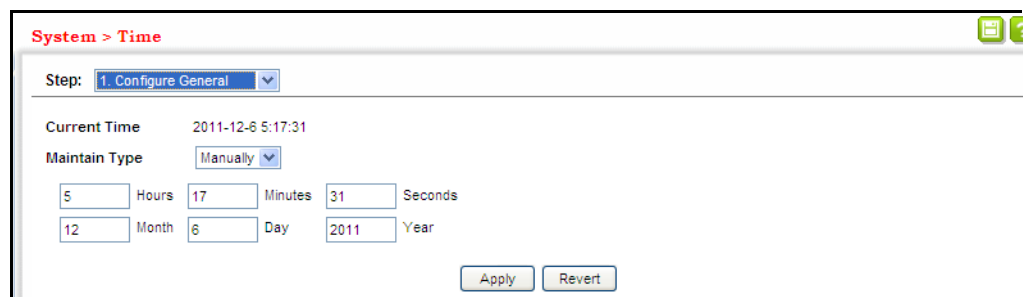 System > Time
Step: 1. Configure General
Current Time 2011-12-6 5:17:31
Maintain Type Manually
5 Hours 17 Minutes 31 Seconds
12 Month 6 Day 2011 Year
Apply Revert